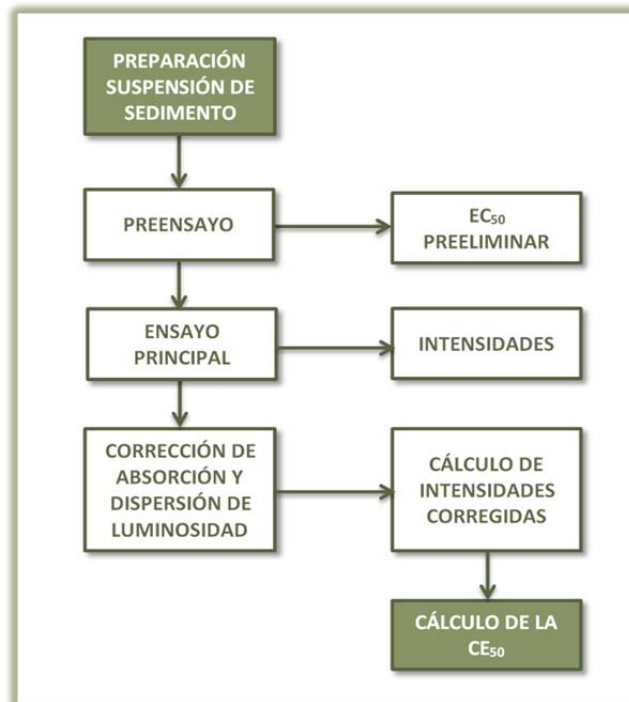 PREPARACIÓN
SUSPENSIÓN DE
SEDIMENTO
PREENSAYO
EC₅₀
PREELIMINAR
ENSAYO
PRINCIPAL
INTENSIDADES
CORRECCIÓN DE
ABSORCIÓN Y
DISPERSIÓN DE
LUMINOSIDAD
CÁLCULO DE
INTENSIDADES
CORREGIDAS
CÁLCULO DE LA
CE₅₀